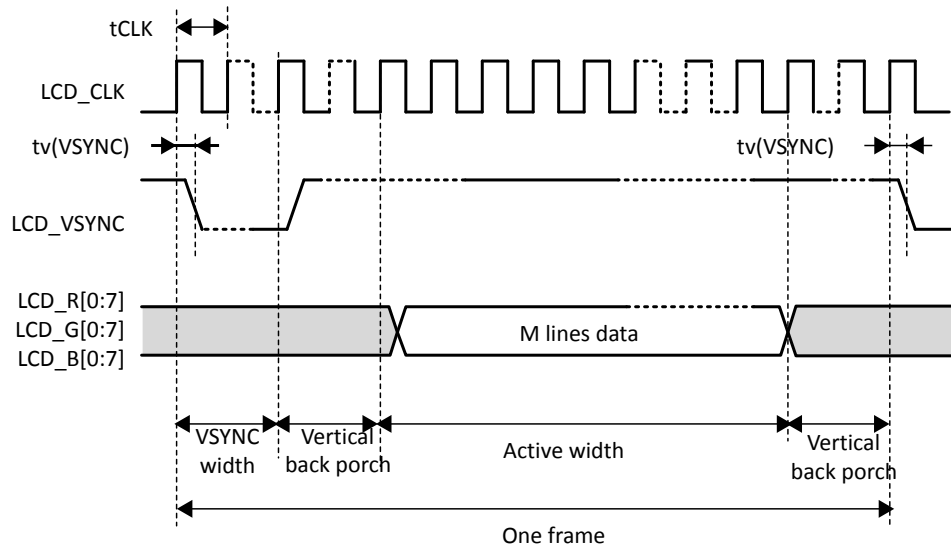 tCLK
LCD_CLK
tv(VSYNC)
tv(VSYNC)
LCD_VSYNC
LCD_R[0:7]
LCD_G[0:7]
LCD_B[0:7]
M lines data
VSYNC
width
Vertical
back porch
Active width
Vertical
back porch
One frame